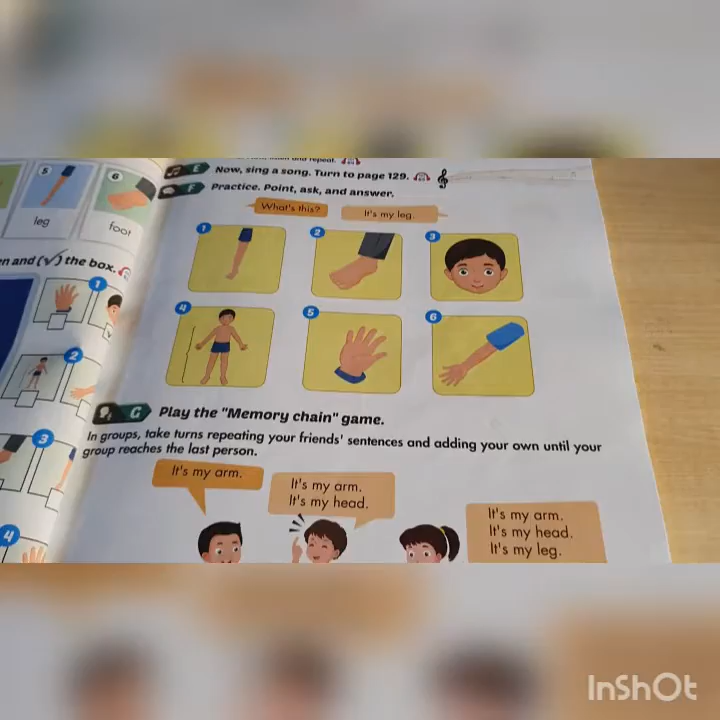 and repeat.
E Now, sing a song. Turn to page 129.
F Practice. Point, ask, and answer.
What's this?
It's my leg.
1
2
3
4
5
6
G Play the "Memory chain" game.
In groups, take turns repeating your friends' sentences and adding your own until your
group reaches the last person.
It's my arm.
It's my arm.
It's my head.
It's my arm.
It's my head.
It's my leg.
5
leg
6
foot
and (✓) the box.
1
2
3
4
InShOt